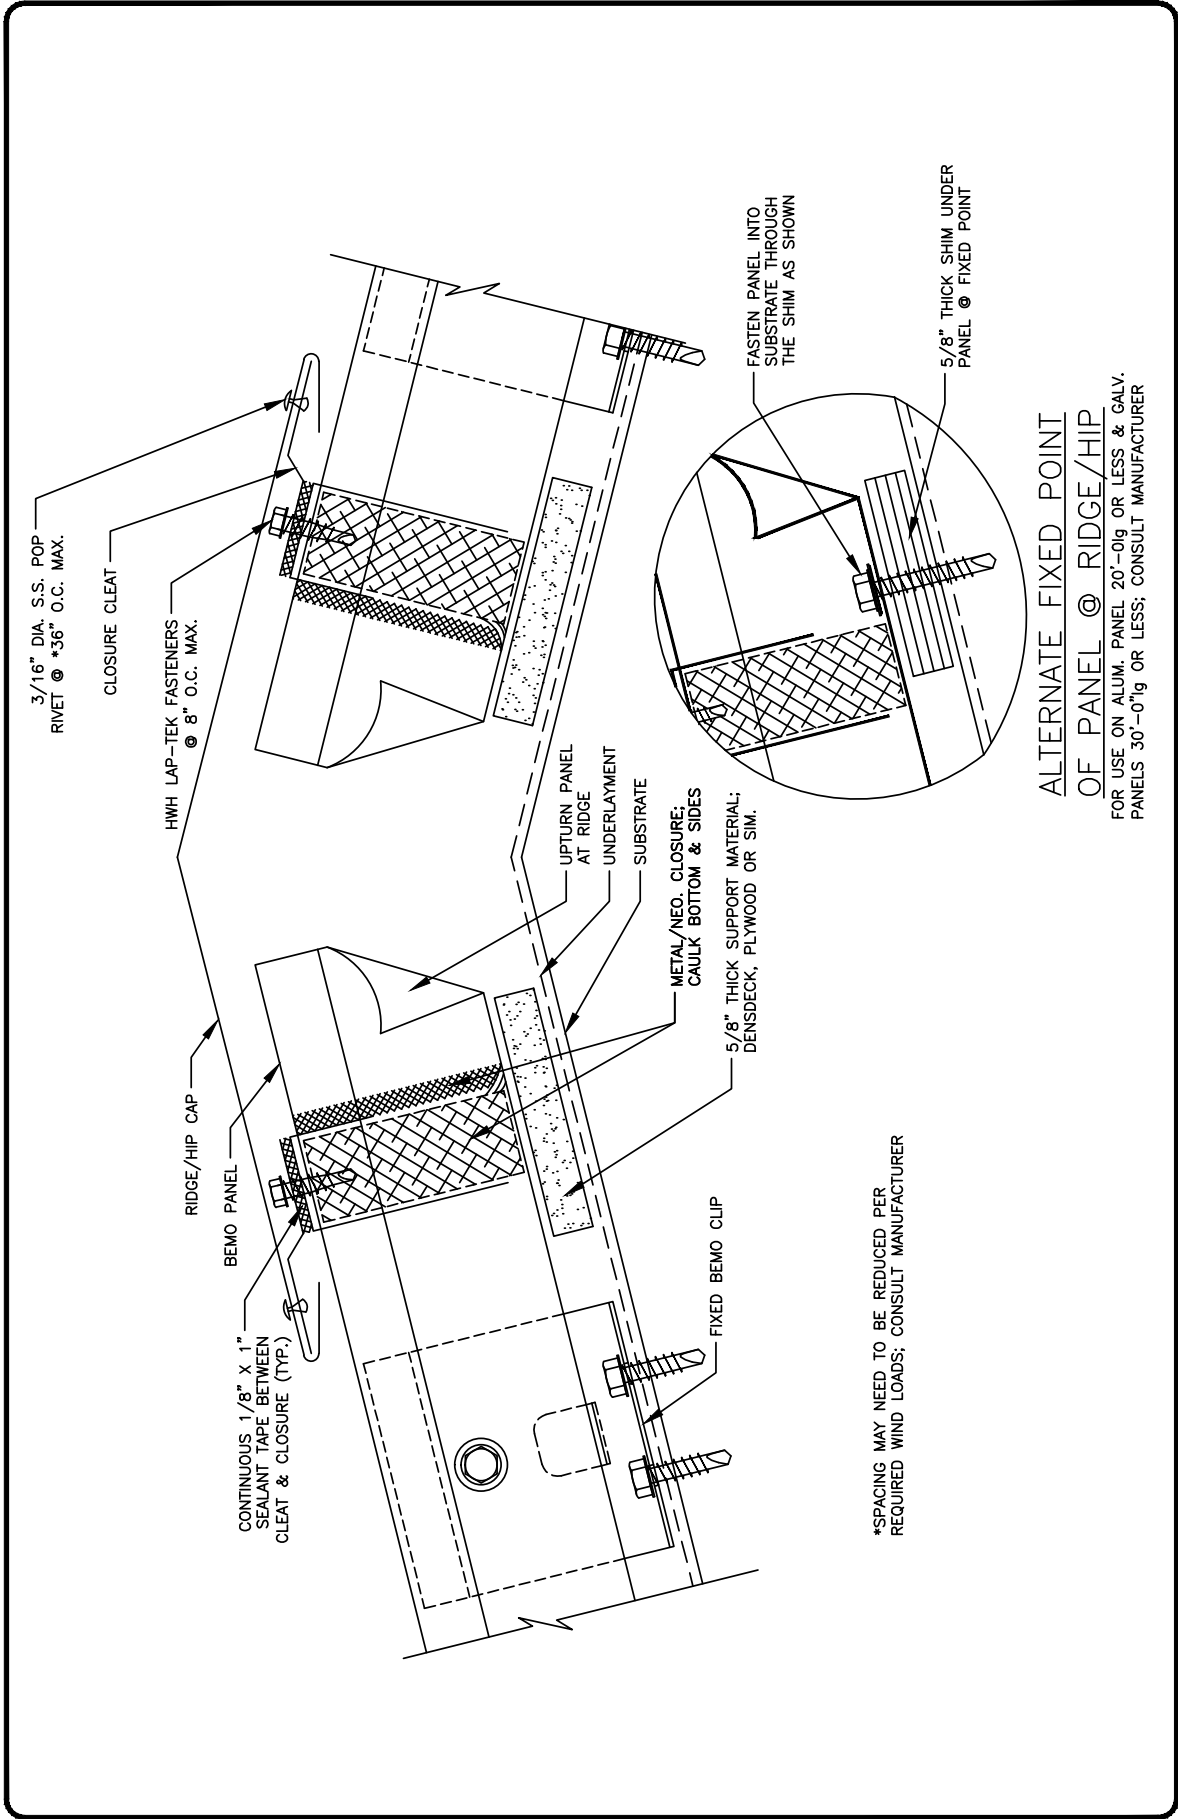 3/16" DIA. S.S. POP
RIVET @ *36" O.C. MAX.
CLOSURE CLEAT
HWH LAP-TEK FASTENERS
@ 8" O.C. MAX.
RIDGE/HIP CAP
BEMO PANEL
CONTINUOUS 1/8" X 1"
SEALANT TAPE BETWEEN
CLEAT & CLOSURE (TYP.)
UPTURN PANEL
AT RIDGE
UNDERLAYMENT
SUBSTRATE
METAL/NEO. CLOSURE;
CAULK BOTTOM & SIDES
5/8" THICK SUPPORT MATERIAL;
DENSDECK, PLYWOOD OR SIM.
FIXED BEMO CLIP
*SPACING MAY NEED TO BE REDUCED PER
REQUIRED WIND LOADS; CONSULT MANUFACTURER
FASTEN PANEL INTO
SUBSTRATE THROUGH
THE SHIM AS SHOWN
5/8" THICK SHIM UNDER
PANEL @ FIXED POINT
ALTERNATE FIXED POINT
OF PANEL @ RIDGE/HIP
FOR USE ON ALUM. PANEL 20'-0lg OR LESS & GALV.
PANELS 30'-0"lg OR LESS; CONSULT MANUFACTURER